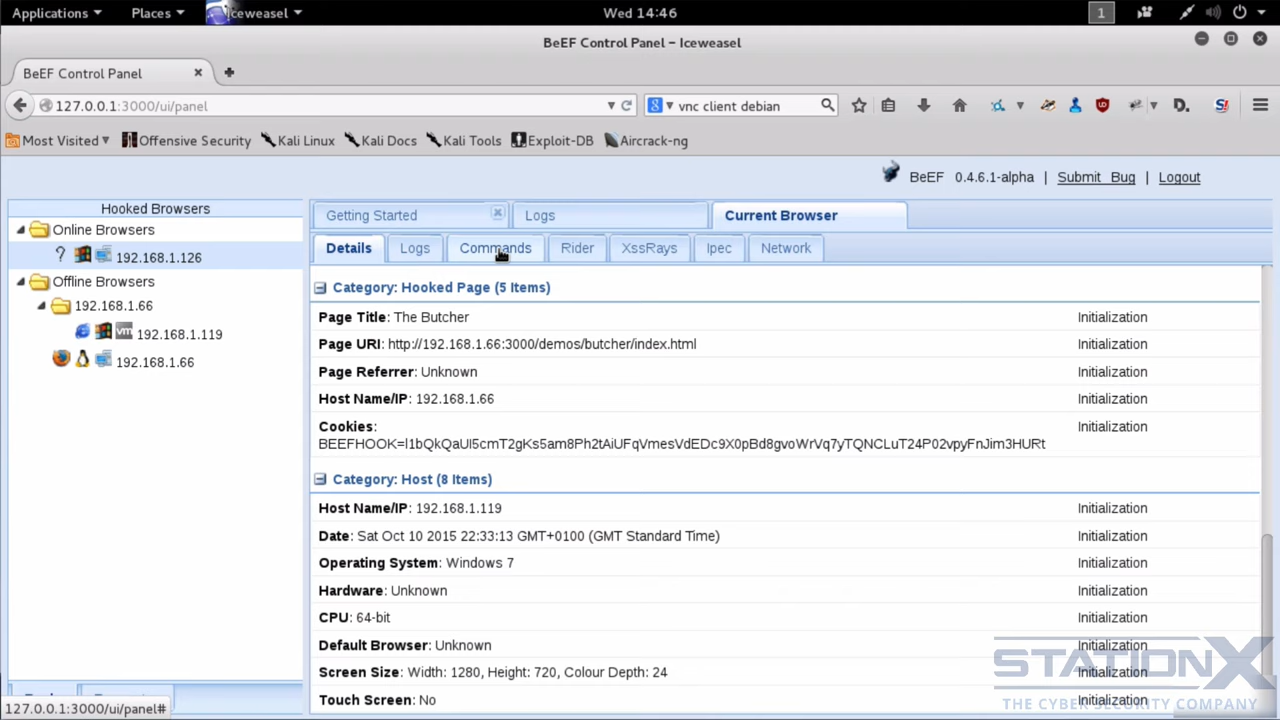 Applications Places Iceweasel Wed 14:46 1
BeEF Control Panel - Iceweasel
BeEF Control Panel
127.0.0.1:3000/ui/panel vnc client debian
Most Visited Offensive Security Kali Linux Kali Docs Kali Tools Exploit-DB Aircrack-ng
BeEF 0.4.6.1-alpha | Submit Bug | Logout
Hooked Browsers
Online Browsers
? 192.168.1.126
Offline Browsers
192.168.1.66
vm 192.168.1.119
192.168.1.66
Getting Started Logs Current Browser
Details Logs Commands Rider XssRays Ipec Network
Category: Hooked Page (5 Items)
Page Title: The Butcher Initialization
Page URI: http://192.168.1.66:3000/demos/butcher/index.html Initialization
Page Referrer: Unknown Initialization
Host Name/IP: 192.168.1.66 Initialization
Cookies: Initialization
BEEFHOOK=l1bQkQaUl5cmT2gKs5am8Ph2tAiUFqVmesVdEDc9X0pBd8gvoWrVq7yTQNCLuT24P02vpyFnJim3HURt
Category: Host (8 Items)
Host Name/IP: 192.168.1.119 Initialization
Date: Sat Oct 10 2015 22:33:13 GMT+0100 (GMT Standard Time) Initialization
Operating System: Windows 7 Initialization
Hardware: Unknown Initialization
CPU: 64-bit Initialization
Default Browser: Unknown Initialization
Screen Size: Width: 1280, Height: 720, Colour Depth: 24 Initialization
Touch Screen: No Initialization
STATIONX
THE CYBER SECURITY COMPANY
127.0.0.1:3000/ui/panel#